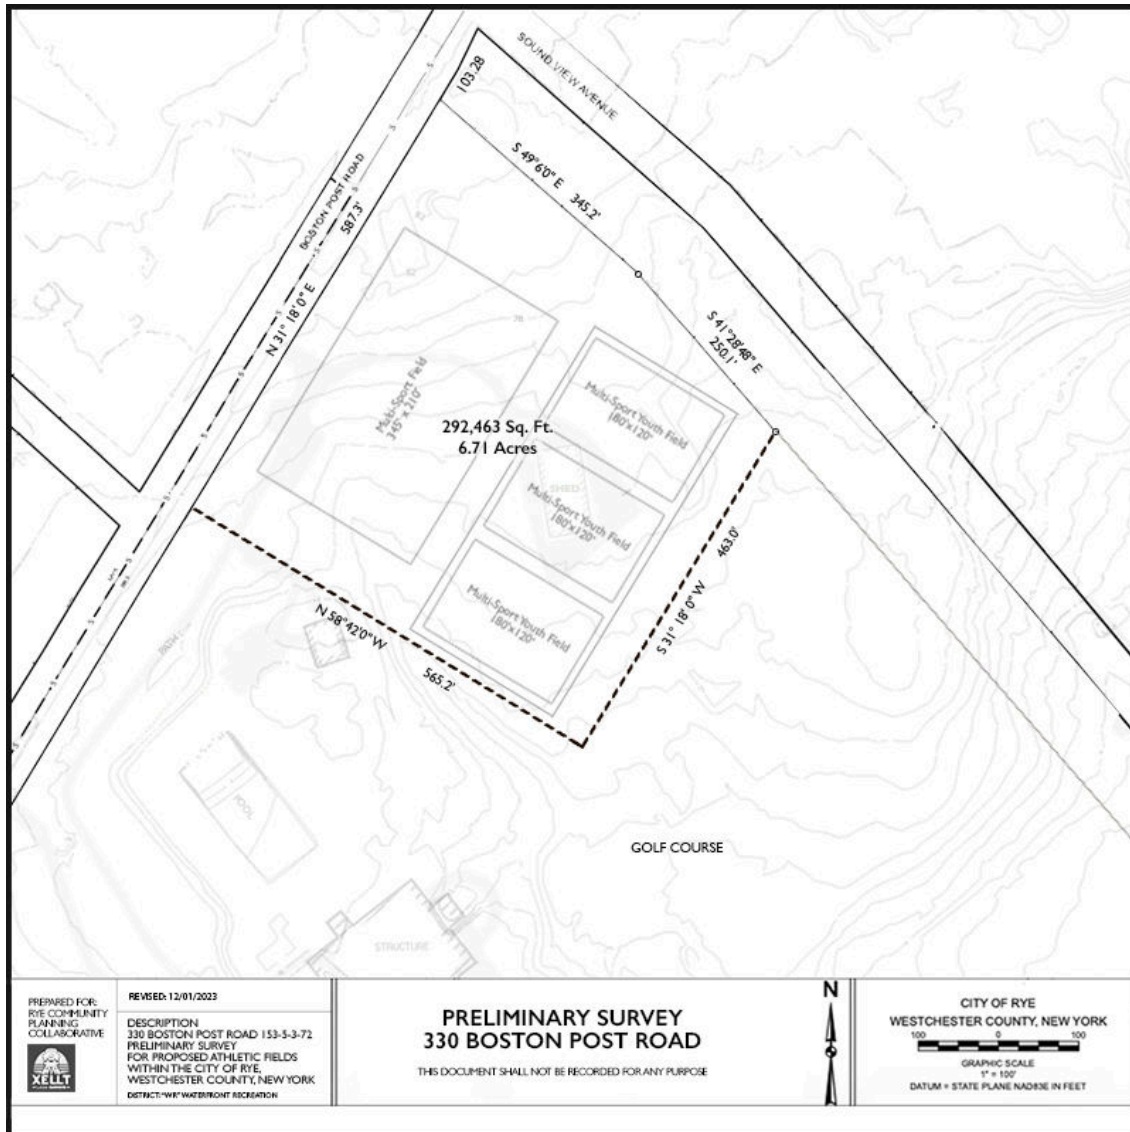 SOUND VIEW AVENUE
103.28
S 49°6'0" E 345.2'
BOSTON POST ROAD
587.3'
N 31° 18' 0" E
S 41°28'48" E
250.1'
Multi-Sport Field
345' x 210'
292,463 Sq. Ft.
6.71 Acres
Multi-Sport Youth Field
180'x120'
SHED
Multi-Sport Youth Field
180'x120'
Multi-Sport Youth Field
180'x120'
463.0'
S 31° 18' 0" W
N 58°42'0" W
565.2'
PATH
POOL
GOLF COURSE
STRUCTURE
PREPARED FOR:
RYE COMMUNITY
PLANNING
COLLABORATIVE
XELLT
REVISED: 12/01/2023
DESCRIPTION
330 BOSTON POST ROAD 153-5-3-72
PRELIMINARY SURVEY
FOR PROPOSED ATHLETIC FIELDS
WITHIN THE CITY OF RYE,
WESTCHESTER COUNTY, NEW YORK
DISTRICT: "WR" WATERFRONT RECREATION
PRELIMINARY SURVEY
330 BOSTON POST ROAD
THIS DOCUMENT SHALL NOT BE RECORDED FOR ANY PURPOSE
N
CITY OF RYE
WESTCHESTER COUNTY, NEW YORK
100 0 100
GRAPHIC SCALE
1" = 100'
DATUM = STATE PLANE NAD83E IN FEET